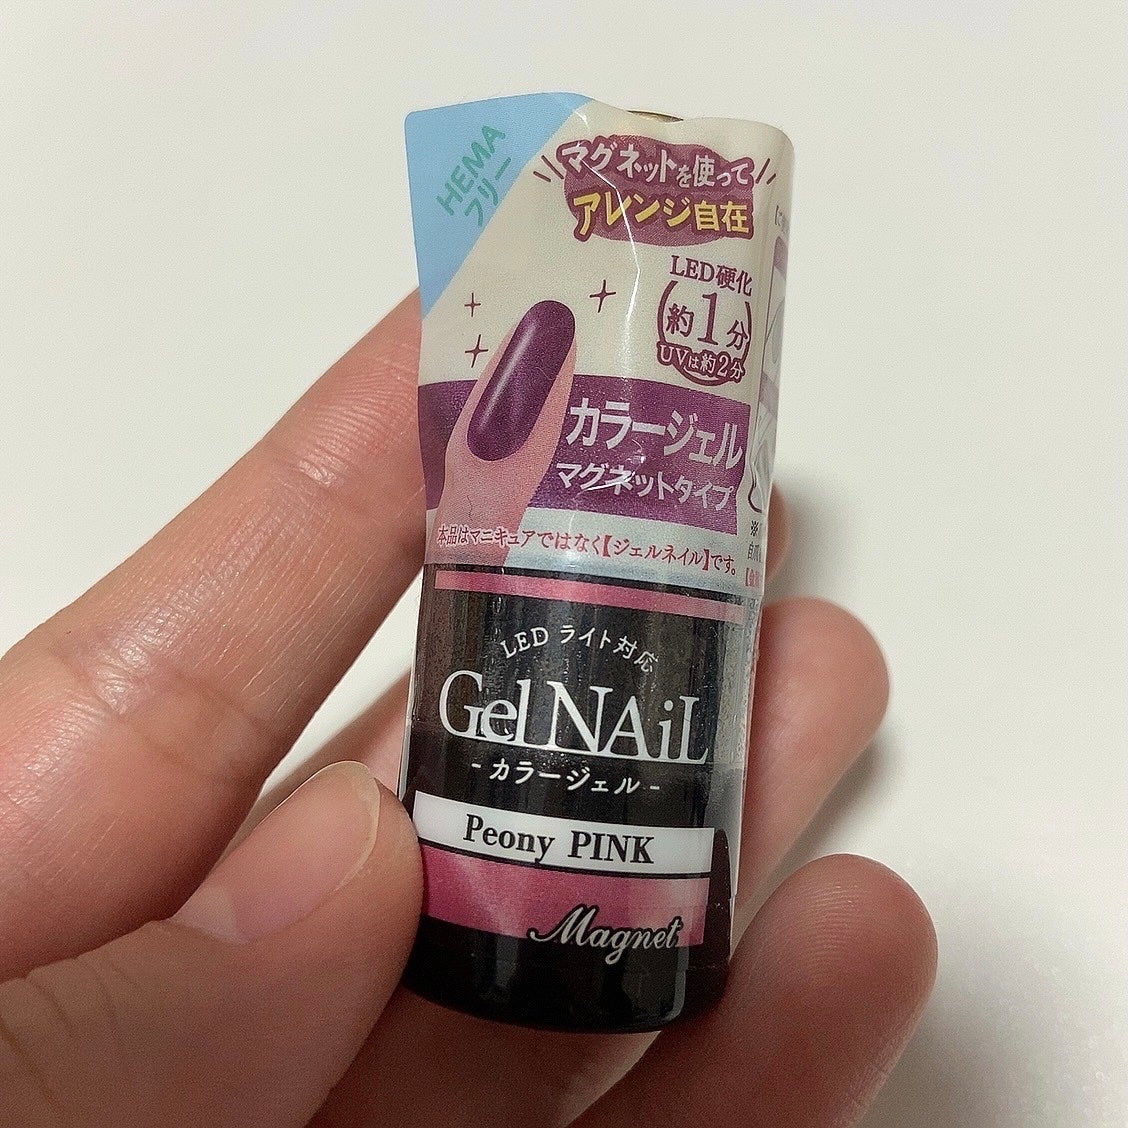 HEMA
フリー
マグネットを使って
アレンジ自在
LED硬化
約1分
UVは約2分
カラージェル
マグネットタイプ
本品はマニキュアではなく【ジェルネイル】です。
LED ライト対応
Gel NAiL
- カラージェル -
Peony PINK
Magnet